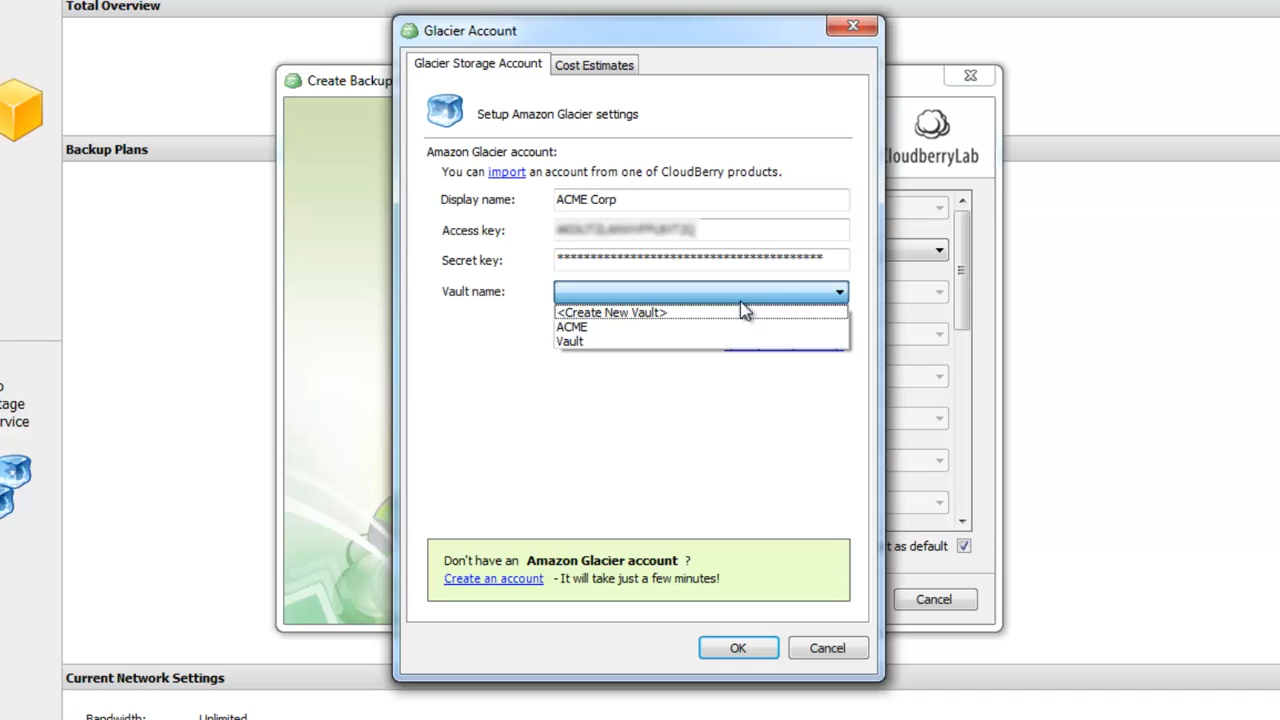 Total Overview
Glacier Account
Glacier Storage Account
Cost Estimates
Create Backup
Setup Amazon Glacier settings
Backup Plans
CloudberryLab
Amazon Glacier account:
You can import an account from one of CloudBerry products.
Display name:
ACME Corp
Access key:
Secret key:
****************************************
Vault name:
<Create New Vault>
ACME
Vault
tage
rvice
t as default
Don't have an Amazon Glacier account ?
Create an account - It will take just a few minutes!
Cancel
OK
Cancel
Current Network Settings
Bandwidth:
Unlimited